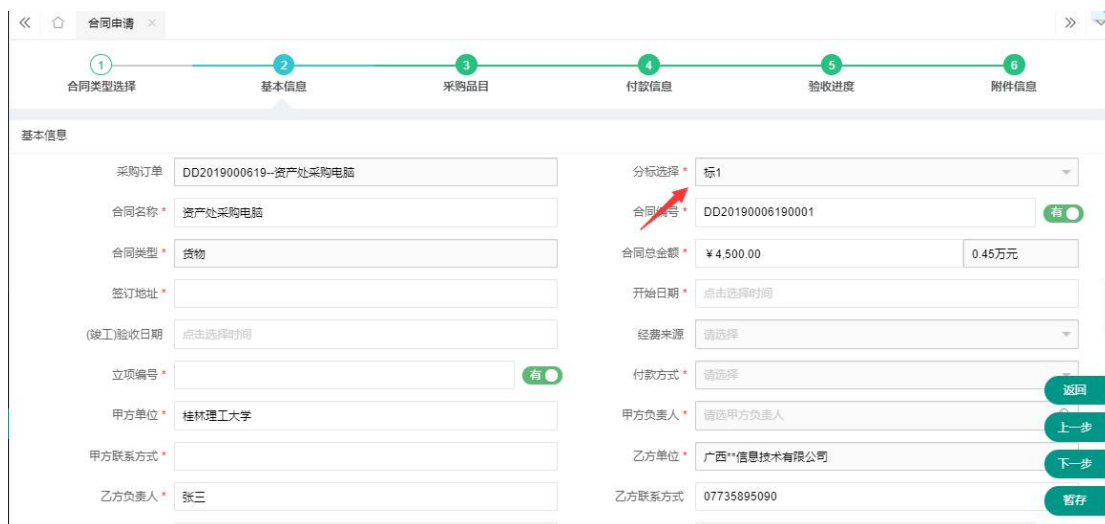 合同申请
1 2 3 4 5 6
合同类型选择 基本信息 采购品目 付款信息 验收进度 附件信息
基本信息
采购订单 DD2019000619--资产处采购电脑 分标选择 * 标1
合同名称 * 资产处采购电脑 合同编号 * DD20190006190001 有
合同类型 * 货物 合同总金额 * ¥4,500.00 0.45万元
签订地址 * 开始日期 * 点击选择时间
(竣工)验收日期 点击选择时间 经费来源 请选择
立项编号 * 有 付款方式 * 请选择
返回
甲方单位 * 桂林理工大学 甲方负责人 * 请选甲方负责人
上一步
甲方联系方式 * 乙方单位 * 广西**信息技术有限公司
下一步
乙方负责人 * 张三 乙方联系方式 07735895090
暂存